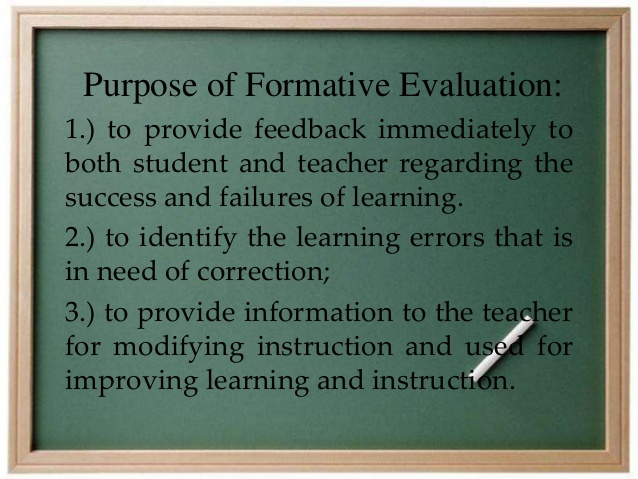 Purpose of Formative Evaluation:
1.) to provide feedback immediately to
both student and teacher regarding the
success and failures of learning.
2.) to identify the learning errors that is
in need of correction;
3.) to provide information to the teacher
for modifying instruction and used for
improving learning and instruction.